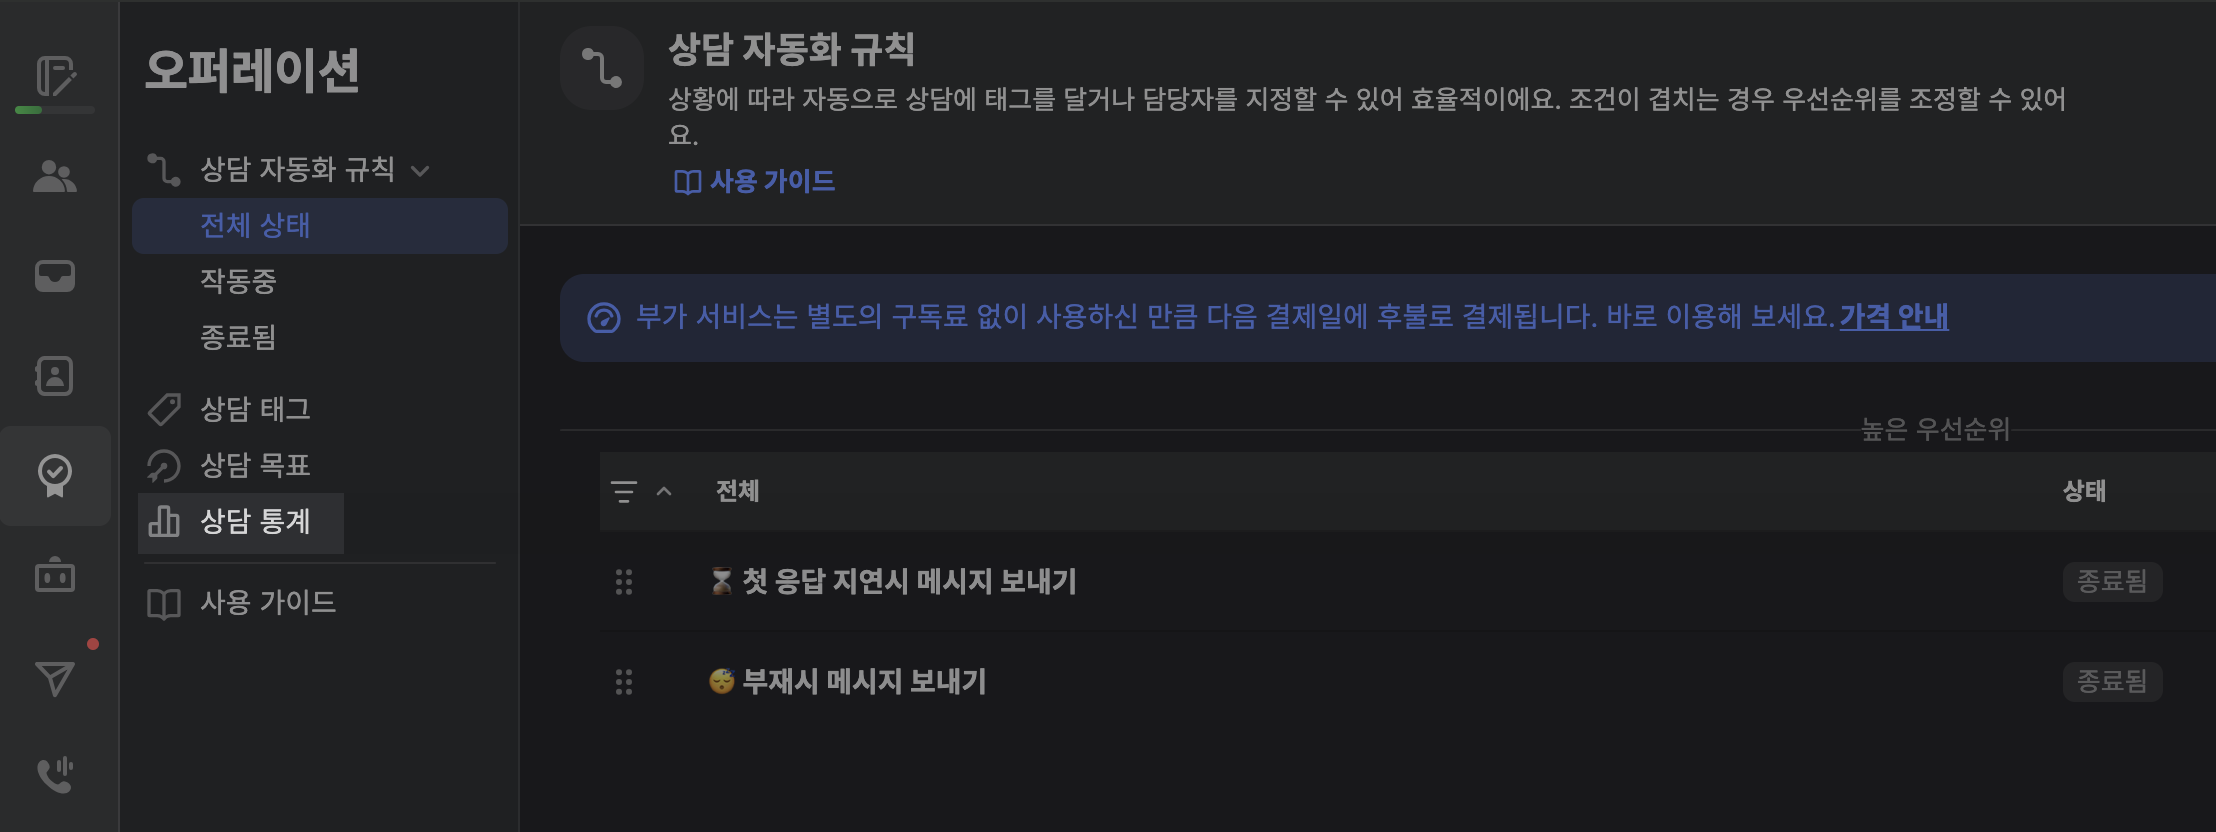 오퍼레이션
상담 자동화 규칙
전체 상태
작동중
종료됨
상담 태그
상담 목표
상담 통계
사용 가이드
상담 자동화 규칙
상황에 따라 자동으로 상담에 태그를 달거나 담당자를 지정할 수 있어 효율적이에요. 조건이 겹치는 경우 우선순위를 조정할 수 있어
요.
사용 가이드
부가 서비스는 별도의 구독료 없이 사용하신 만큼 다음 결제일에 후불로 결제됩니다. 바로 이용해 보세요. 가격 안내
높은 우선순위
전체 상태
⏳ 첫 응답 지연시 메시지 보내기 종료됨
😴 부재시 메시지 보내기 종료됨